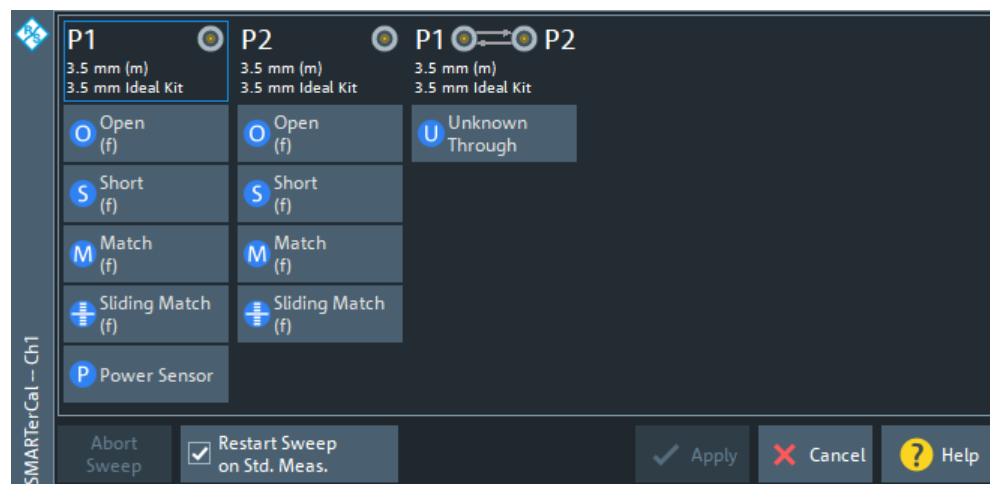 P1
3.5 mm (m)
3.5 mm Ideal Kit
P2
3.5 mm (m)
3.5 mm Ideal Kit
P1 P2
3.5 mm (m)
3.5 mm Ideal Kit
O Open
(f)
O Open
(f)
U Unknown
Through
S Short
(f)
S Short
(f)
M Match
(f)
M Match
(f)
Sliding Match
(f)
Sliding Match
(f)
P Power Sensor
SMARTerCal – Ch1
Abort
Sweep
Restart Sweep
on Std. Meas.
Apply
Cancel
? Help